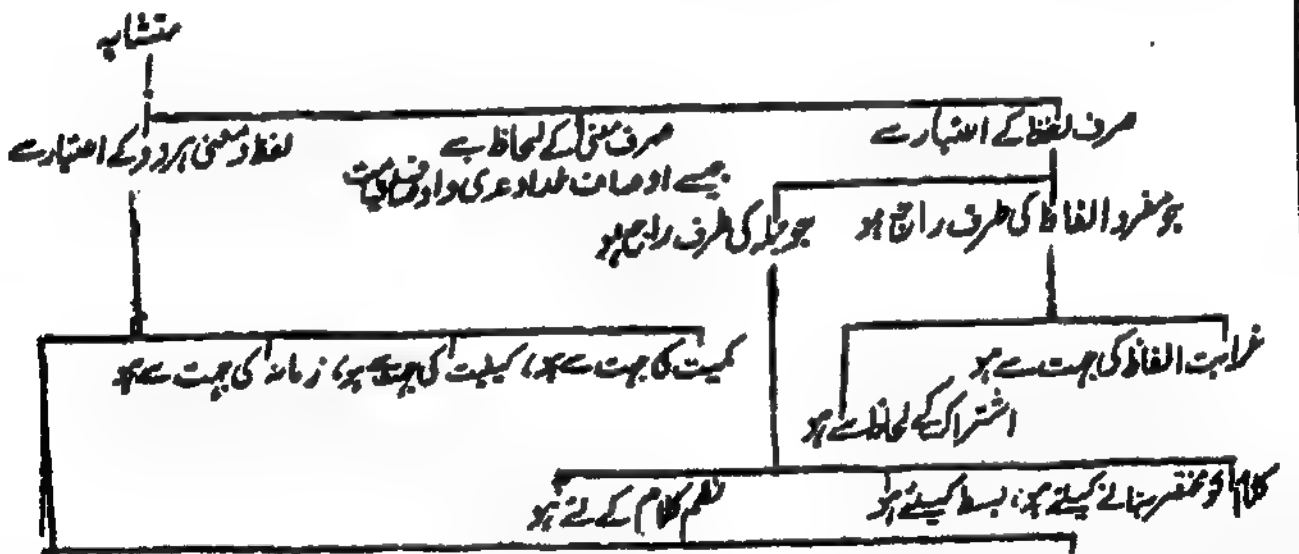 متشابہ
صرف لفظ کے اعتبار سے
صرف معنی کے لحاظ سے
جیسے اوصاف خداوندی و اوصاف قیامت
لفظ و معنی ہر دو کے اعتبار سے
جو مفرد الفاظ کی طرف راجع ہو
جو جملہ کی طرف راجع ہو
غرابت الفاظ کی جہت سے ہو
اشتراک کے لحاظ سے ہو
کمیت کی جہت سے ہو، کیفیت کی جہت سے ہو، زمانہ کی جہت سے ہو
کلام کو مختصر بنانے کیلئے ہو، بسط کیلئے ہو
نظم کلام کے لئے ہو